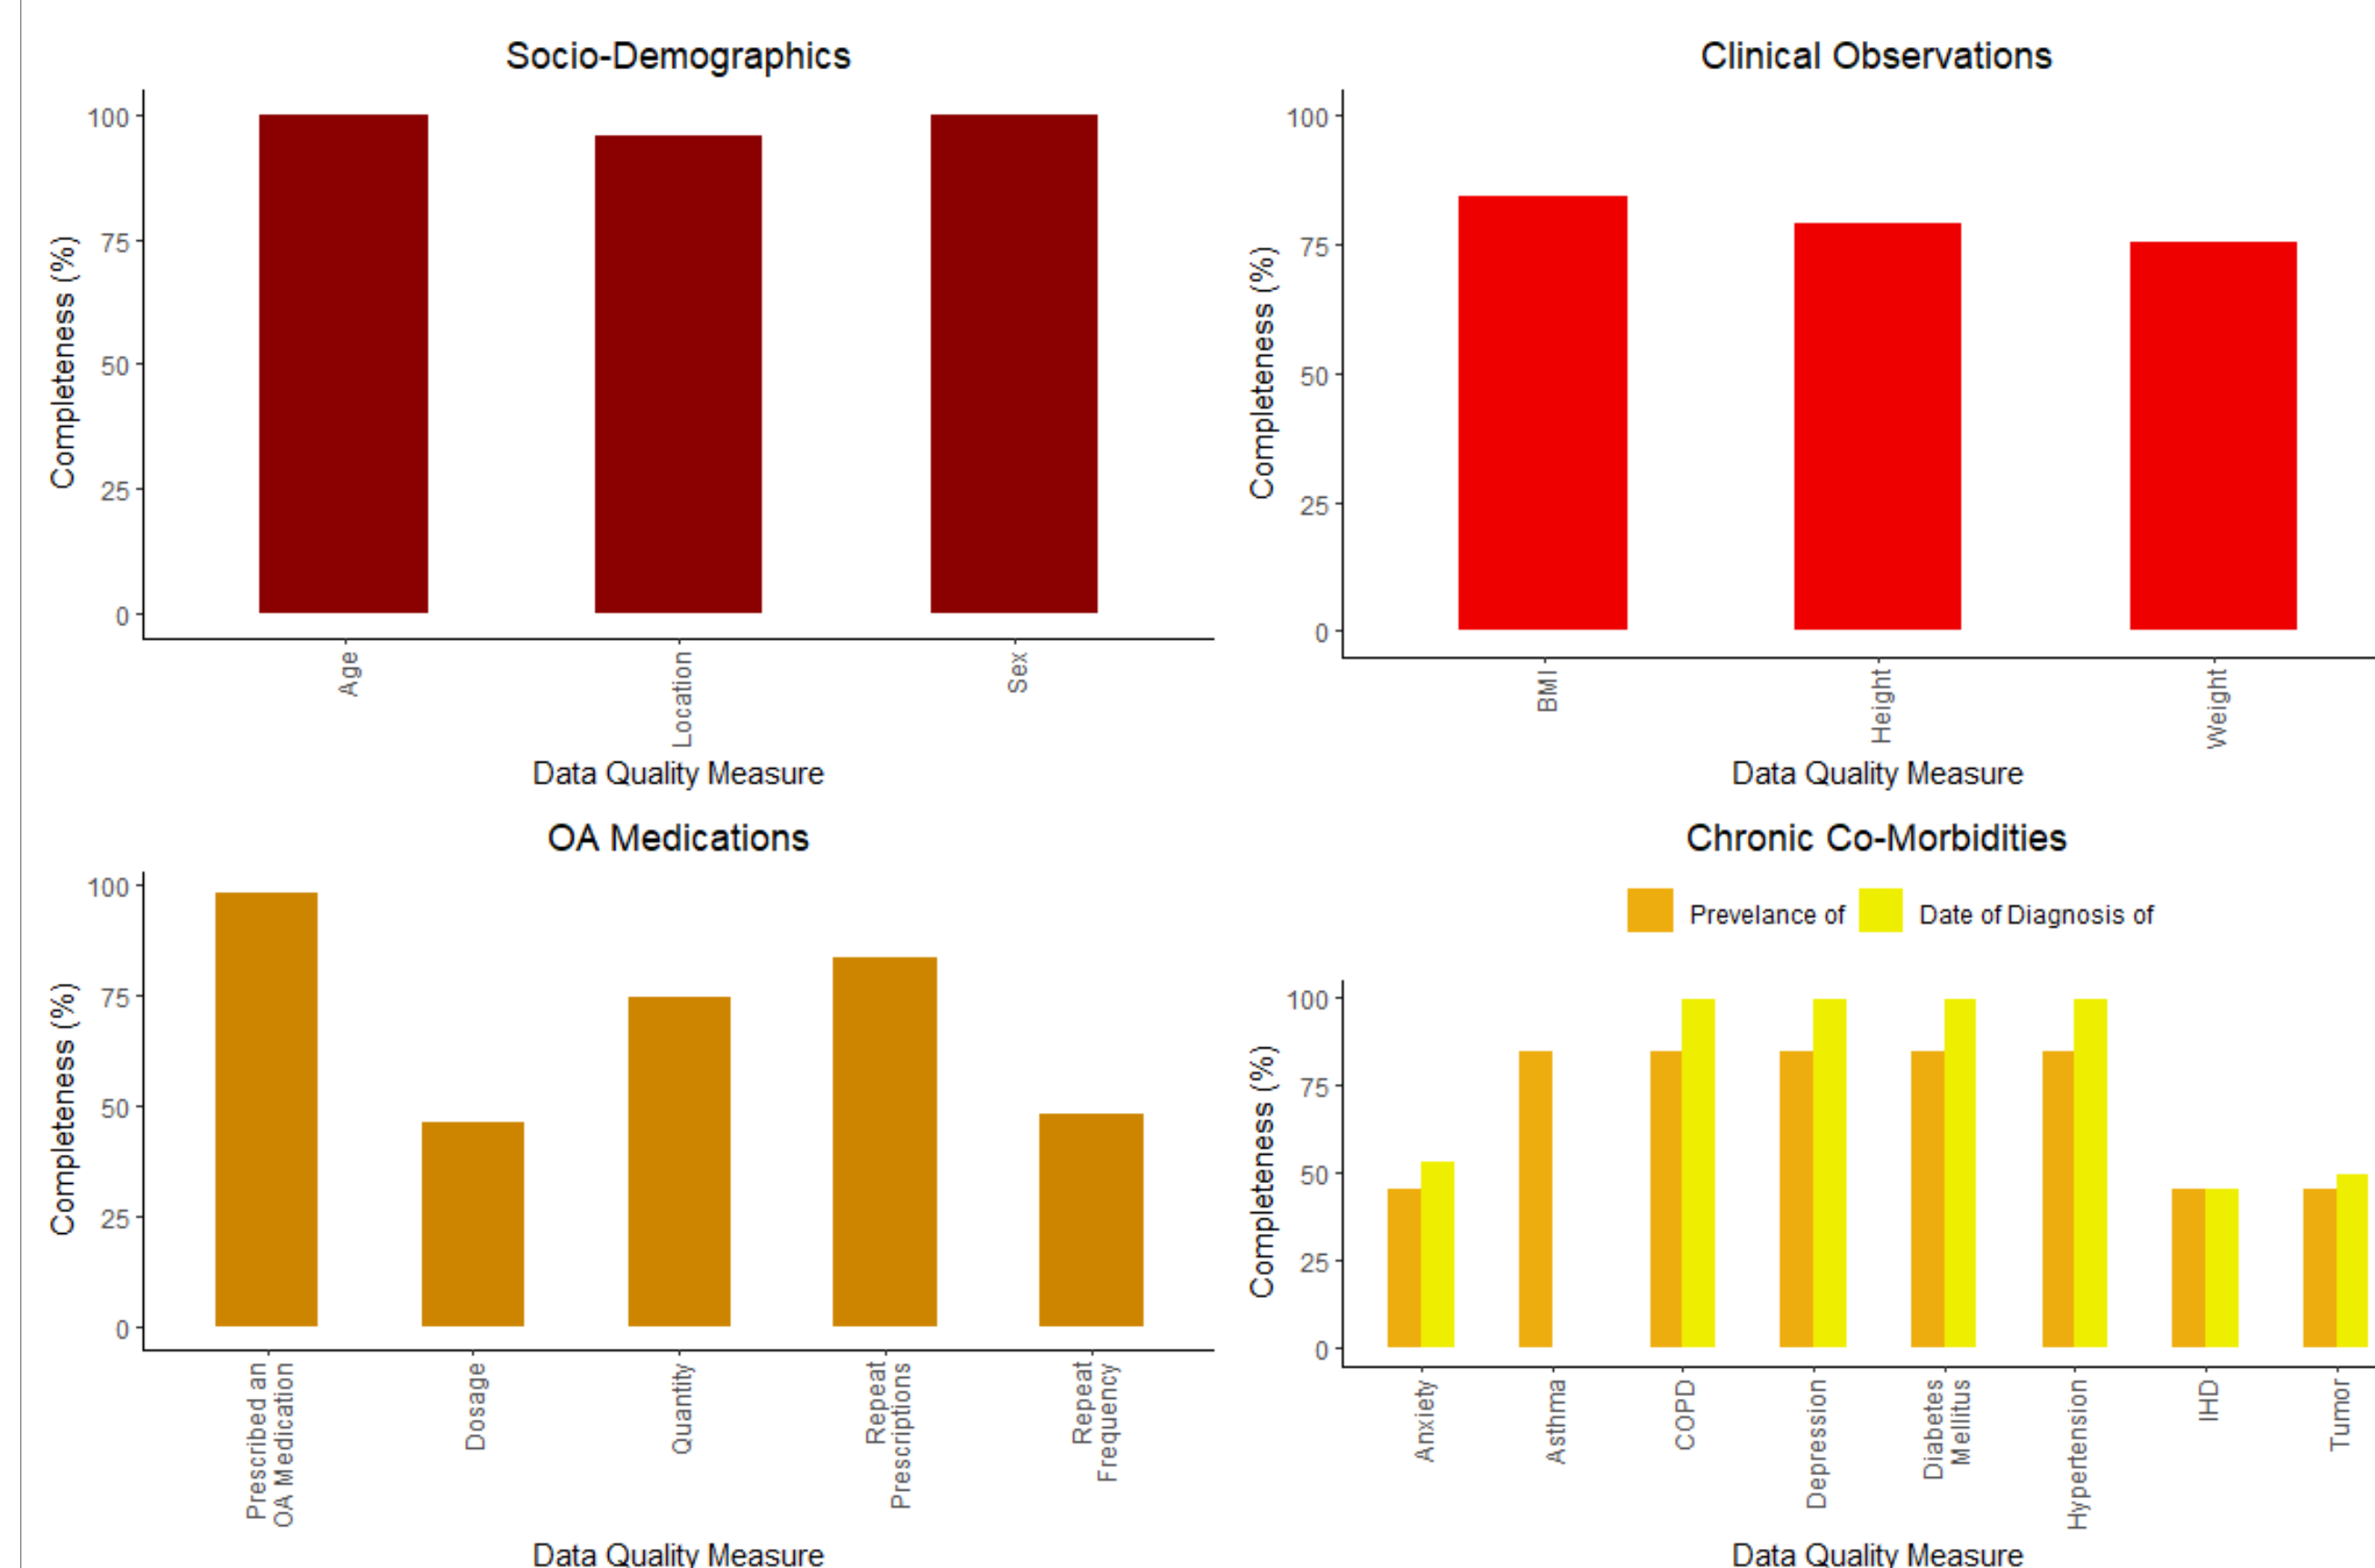 Socio-Demographics
Completeness (%)
100
75
50
25
0
Age
Location
Sex
Data Quality Measure
Clinical Observations
Completeness (%)
100
75
50
25
0
BMI
Height
Weight
Data Quality Measure
OA Medications
Completeness (%)
100
75
50
25
0
Prescribed an
OA Medication
Dosage
Quantity
Repeat
Prescriptions
Repeat
Frequency
Data Quality Measure
Chronic Co-Morbidities
Prevelance of
Date of Diagnosis of
Completeness (%)
100
75
50
25
0
Anxiety
Asthma
COPD
Depression
Diabetes
Mellitus
Hypertension
IHD
Tumor
Data Quality Measure